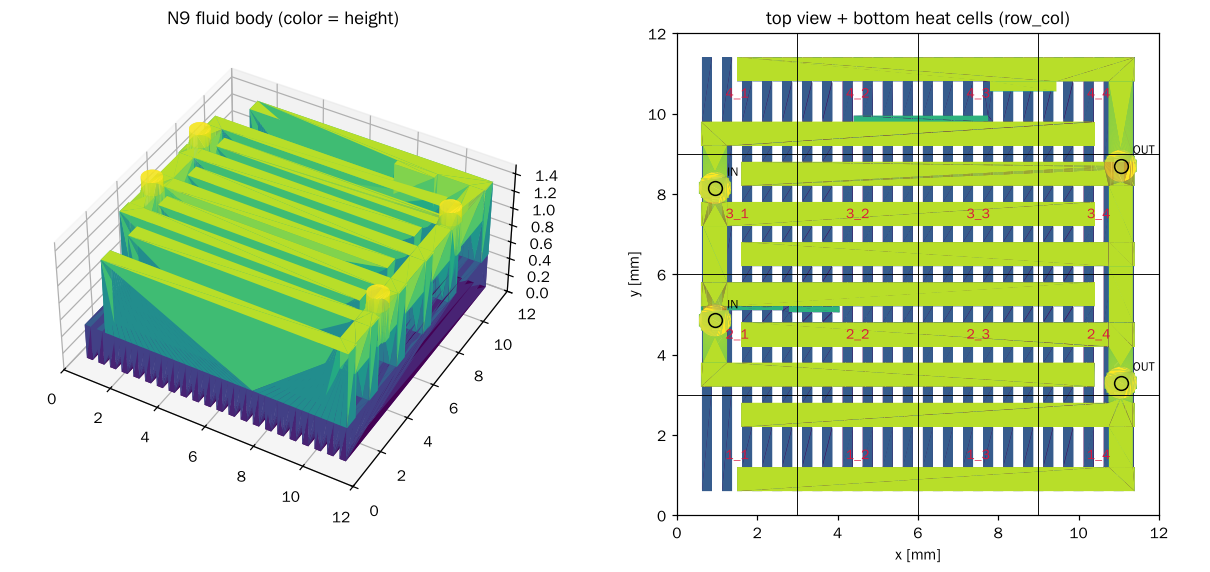 N9 fluid body (color = height)
1.4
1.2
1.0
0.8
0.6
0.4
0.2
0.0
0
2
4
6
8
10
12
0
2
4
6
8
10
12
top view + bottom heat cells (row_col)
12
10
8
6
4
2
0
y [mm]
4_1 4_2 4_3 4_4
OUT
IN
3_1 3_2 3_3 3_4
IN
2_1 2_2 2_3 2_4
OUT
1_1 1_2 1_3 1_4
0 2 4 6 8 10 12
x [mm]